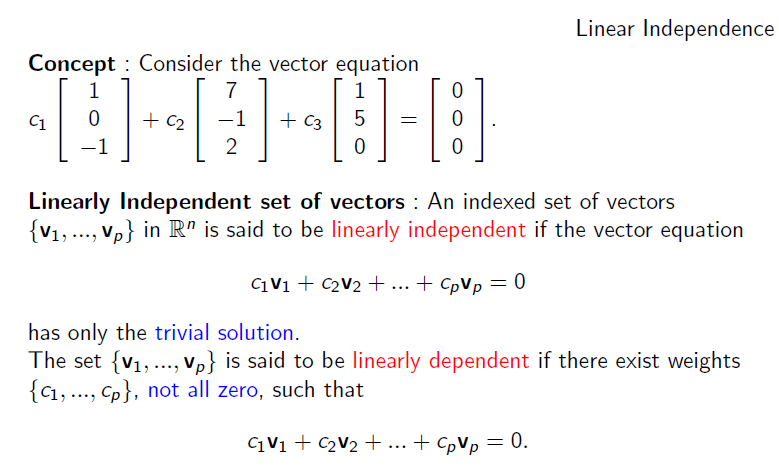 Linear Independence
Concept : Consider the vector equation
c₁ [ 1 0 −1 ] + c₂ [ 7 −1 2 ] + c₃ [ 1 5 0 ] = [ 0 0 0 ] .
Linearly Independent set of vectors : An indexed set of vectors
{v₁, ..., vₚ} in ℝⁿ is said to be linearly independent if the vector equation
c₁v₁ + c₂v₂ + ... + cₚvₚ = 0
has only the trivial solution.
The set {v₁, ..., vₚ} is said to be linearly dependent if there exist weights
{c₁, ..., cₚ}, not all zero, such that
c₁v₁ + c₂v₂ + ... + cₚvₚ = 0.